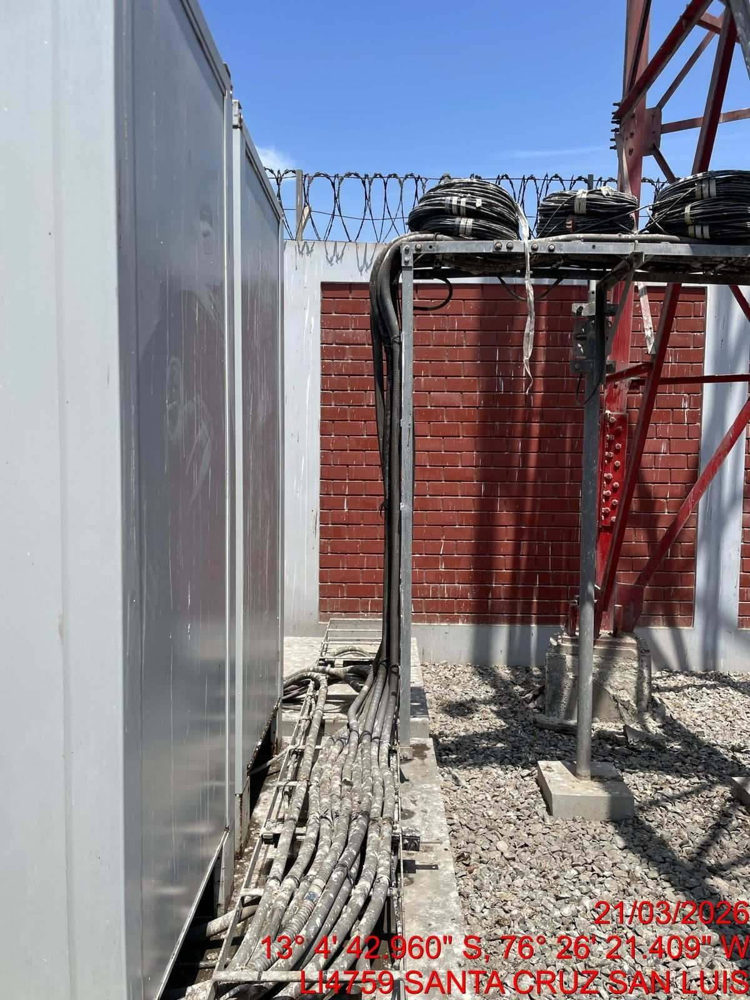 21/03/2026
13° 4' 42.960" S, 76° 26' 21.409" W
LI4759 SANTA CRUZ SAN LUIS